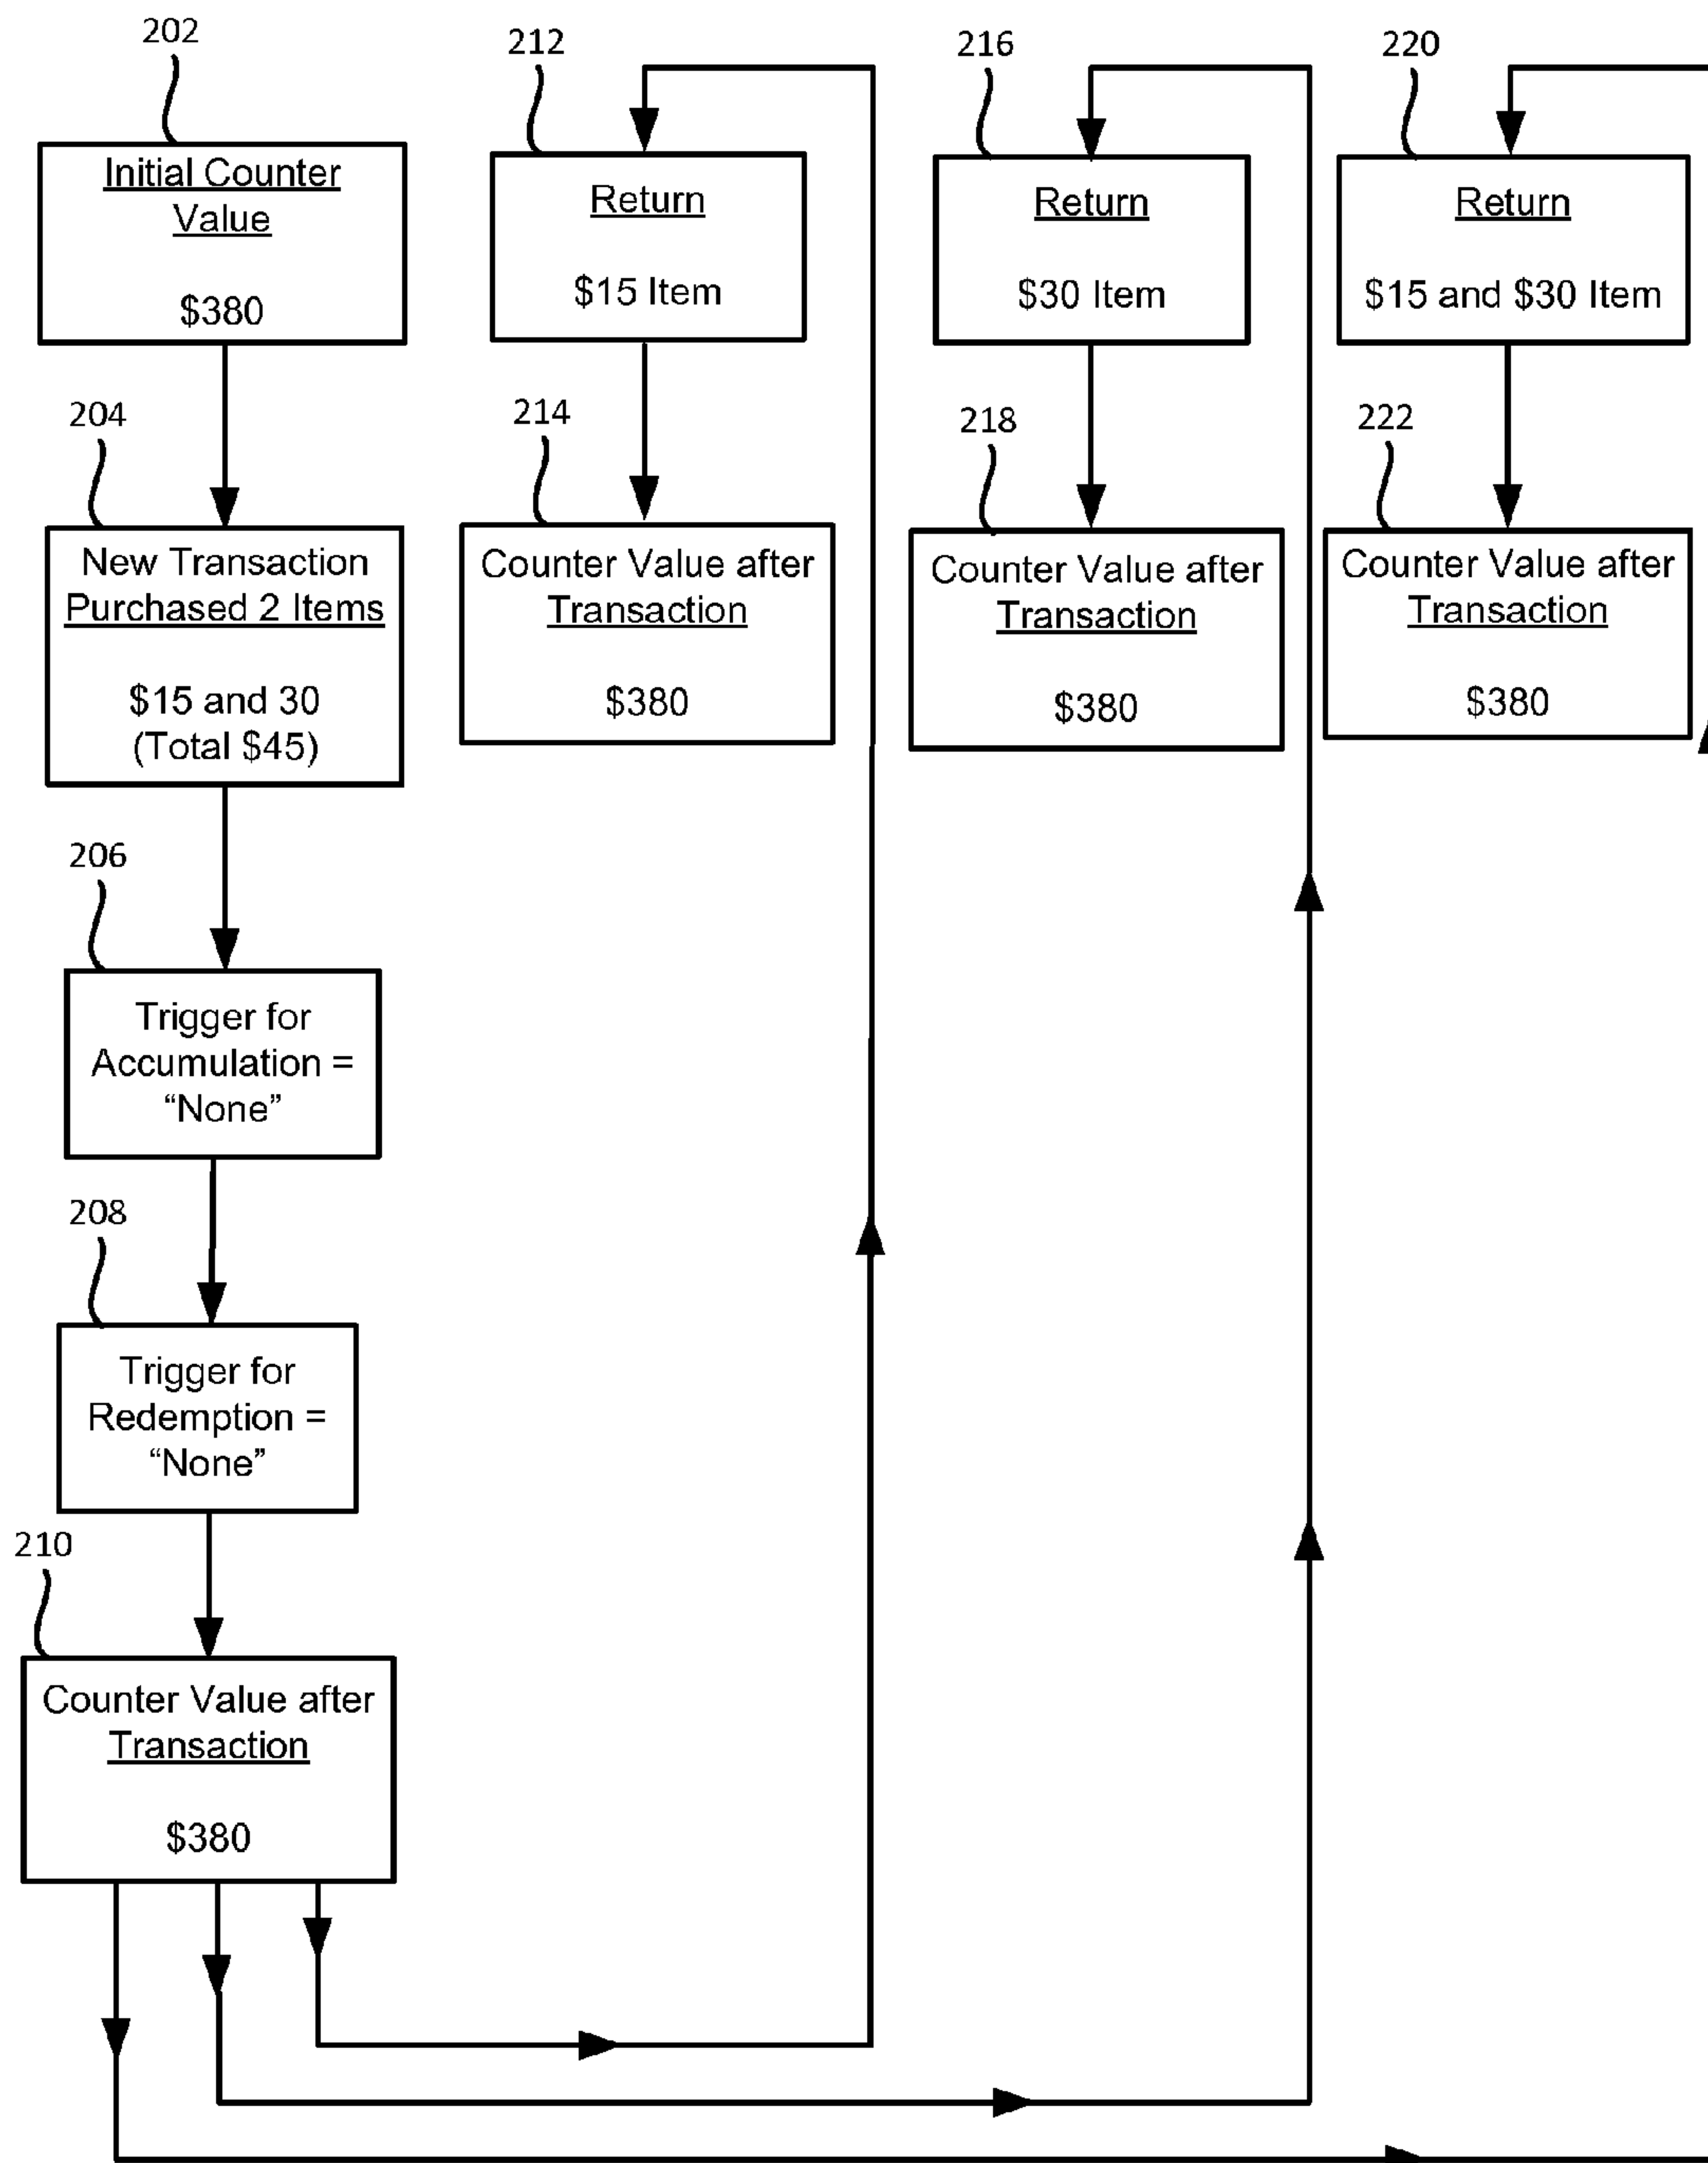 202
Initial Counter
Value
$380
204
New Transaction
Purchased 2 Items
$15 and 30
(Total $45)
206
Trigger for
Accumulation =
“None”
208
Trigger for
Redemption =
“None”
210
Counter Value after
Transaction
$380
212
Return
$15 Item
214
Counter Value after
Transaction
$380
216
Return
$30 Item
218
Counter Value after
Transaction
$380
220
Return
$15 and $30 Item
222
Counter Value after
Transaction
$380